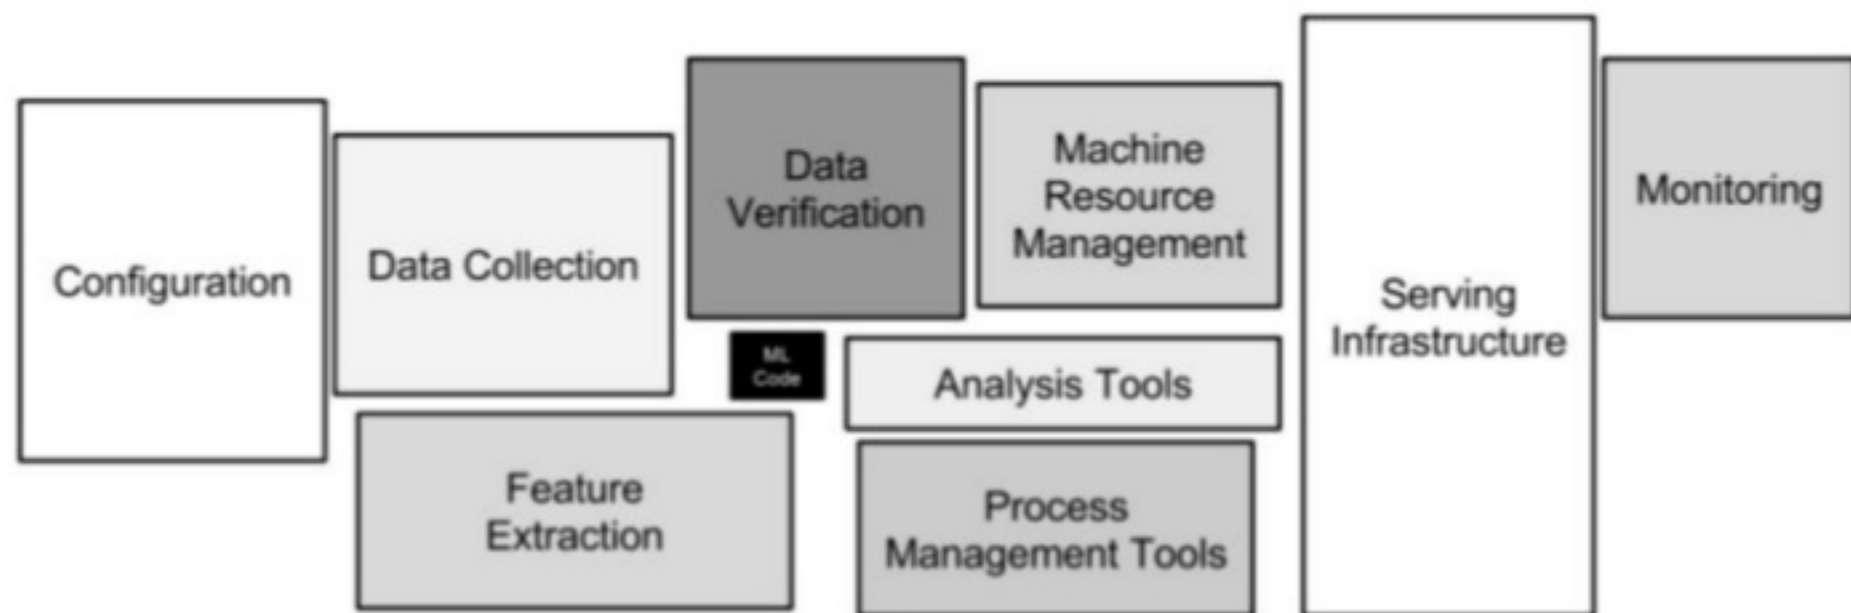 Configuration
Data Collection
Data
Verification
Machine
Resource
Management
Monitoring
Serving
Infrastructure
ML
Code
Analysis Tools
Feature
Extraction
Process
Management Tools